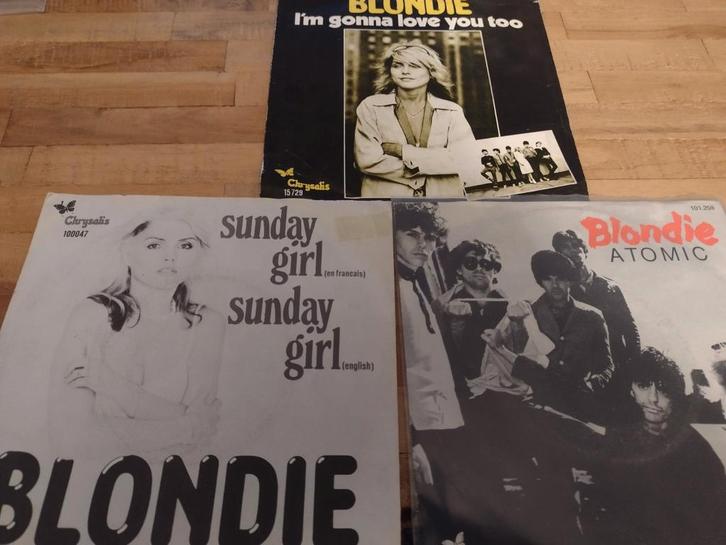 BLONDIE
I'm gonna love you too
Chrysalis
15729
Chrysalis
100047
sunday
girl (en francais)
sunday
girl (english)
BLONDIE
101.258
Blondie
ATOMIC